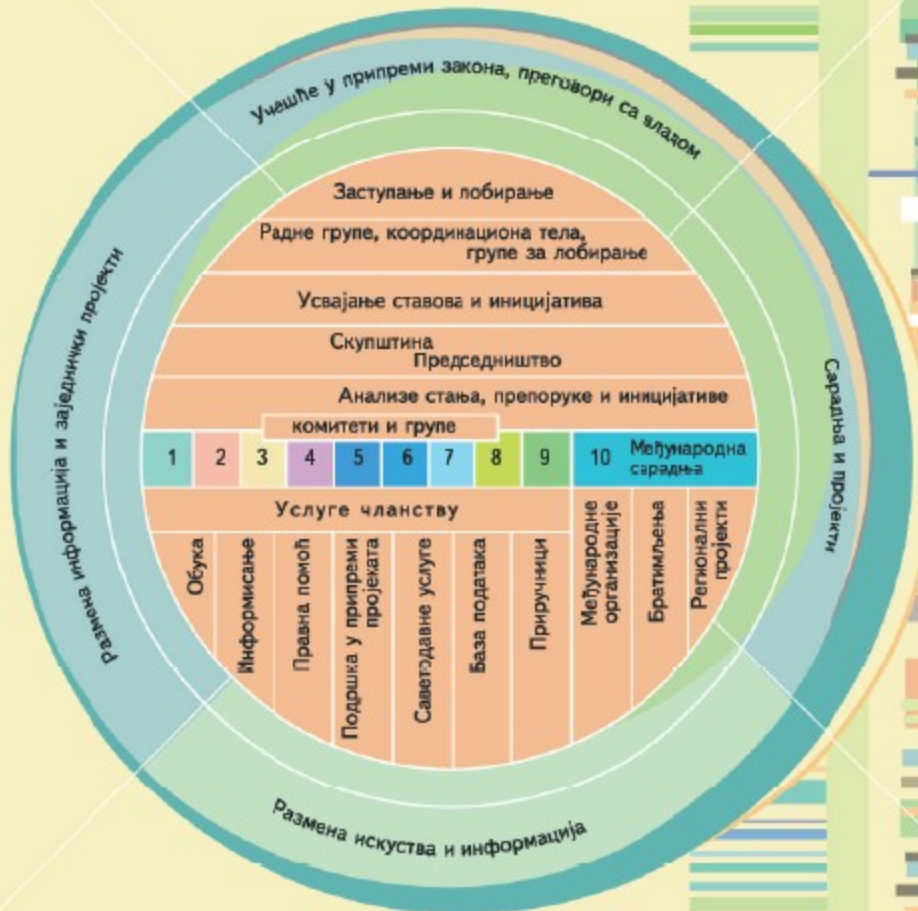 Учешће у припреми закона, преговори са владом
Размена информација и заједнички пројекти
Сарадња и пројекти
Заступање и лобирање
Радне групе, координациона тела,
групе за лобирање
Усвајање ставова и иницијатива
Скупштина
Председништво
Анализе стања, препоруке и иницијативе
комитети и групе
1 2 3 4 5 6 7 8 9 10 Међународна
сарадња
Услуге чланству
Обука
Информисање
Правна помоћ
Подршка у припреми
пројеката
Саветодавне услуге
База података
Приручници
Међународне
организације
Братимљења
Регионални
пројекти
Размена искуства и информација